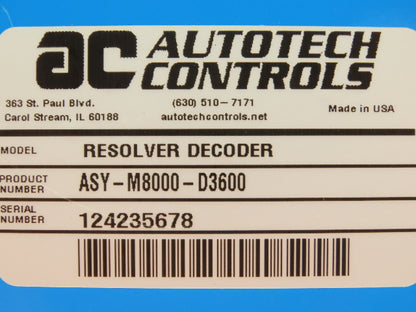 ac AUTOTECH
CONTROLS
363 St. Paul Blvd. (630) 510-7171 Made in USA
Carol Stream, IL 60188 autotechcontrols.net
MODEL RESOLVER DECODER
PRODUCT NUMBER ASY-M8000-D3600
SERIAL NUMBER 124235678